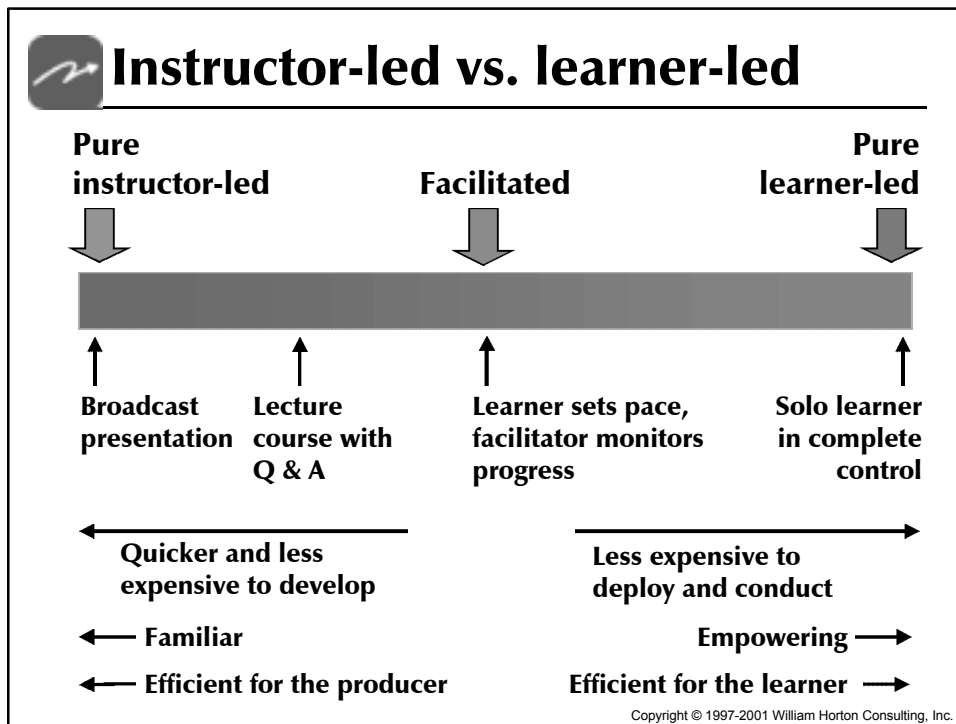 Instructor-led vs. learner-led
Pure
instructor-led
Facilitated
Pure
learner-led
Broadcast
presentation
Lecture
course with
Q & A
Learner sets pace,
facilitator monitors
progress
Solo learner
in complete
control
Quicker and less
expensive to develop
Less expensive to
deploy and conduct
Familiar
Empowering
Efficient for the producer
Efficient for the learner
Copyright © 1997-2001 William Horton Consulting, Inc.